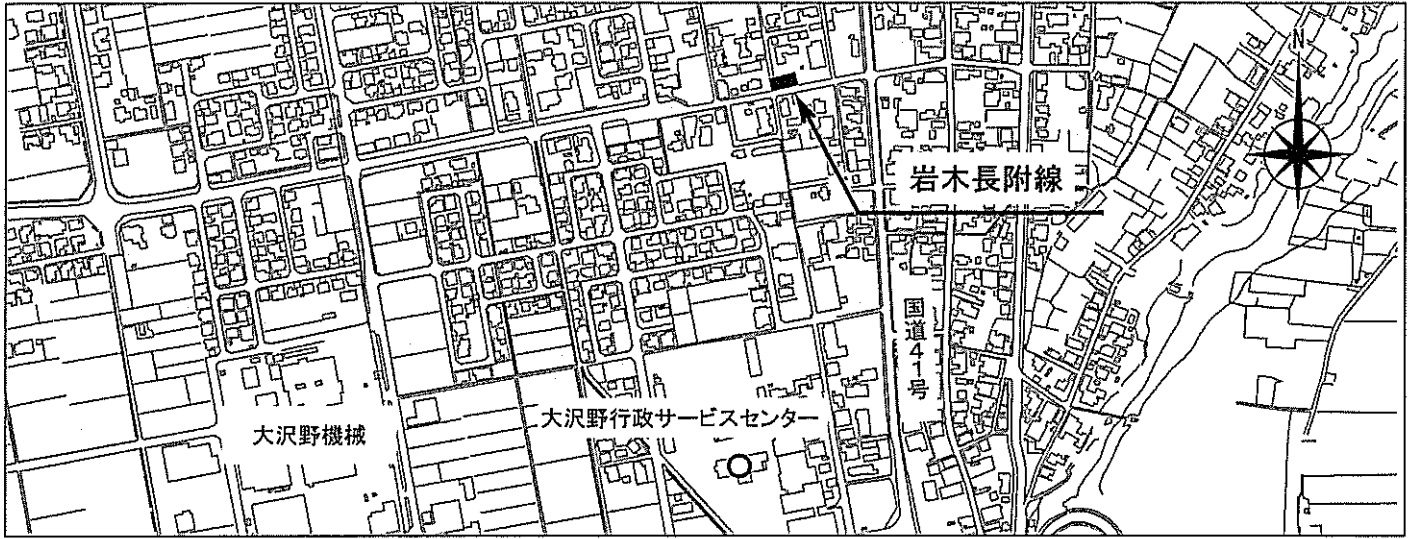 N
岩木長附線
国道41号
大沢野行政サービスセンター
大沢野機械